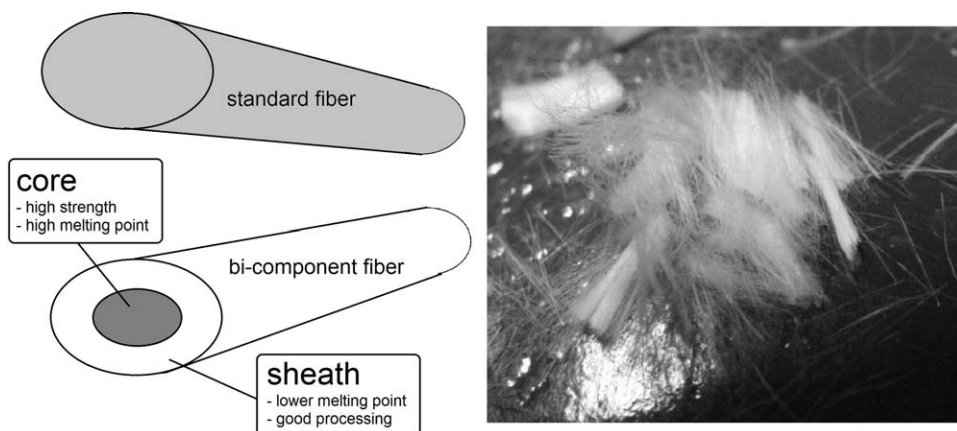 standard fiber
core
- high strength
- high melting point
bi-component fiber
sheath
- lower melting point
- good processing